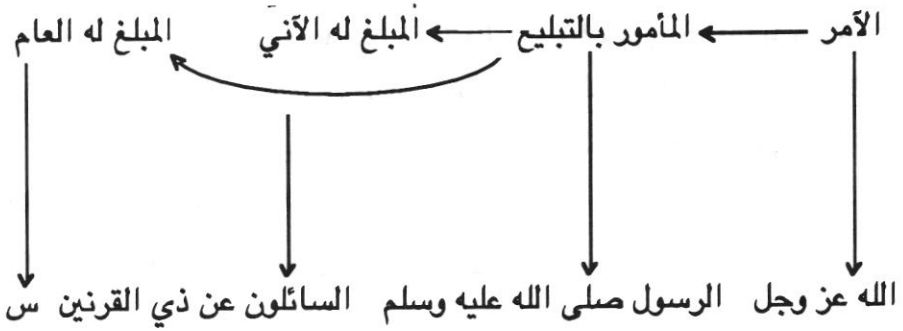 الآمر المأمور بالتبليغ المبلغ له الآني المبلغ له العام
الله عز وجل الرسول صلى الله عليه وسلم السائلون عن ذي القرنين س